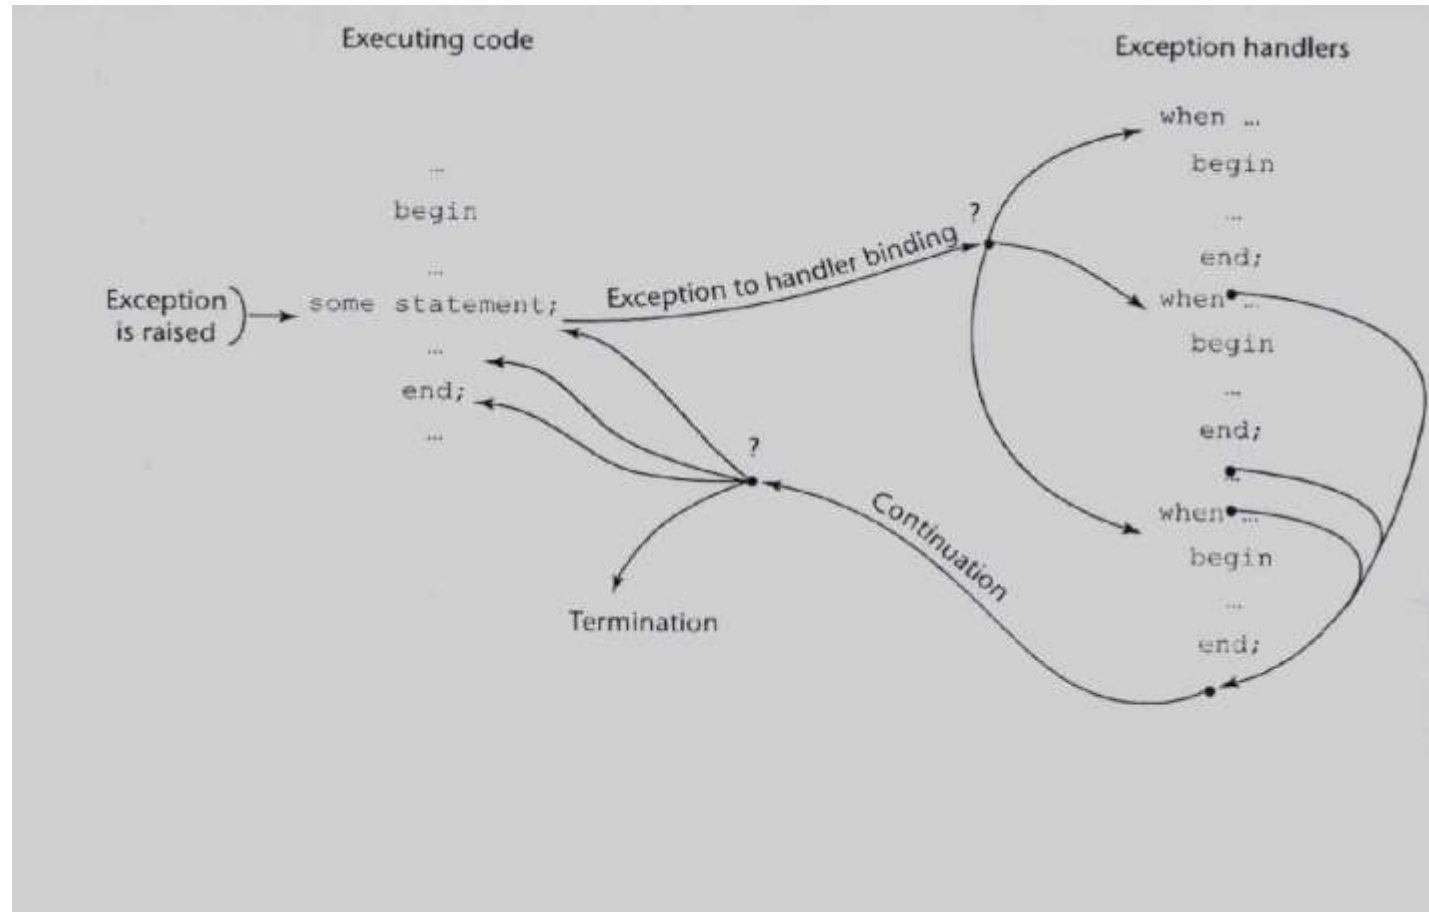 Executing code
...
begin
...
Exception
is raised
some statement;
...
end;
...
Exception to handler binding
?
?
Continuation
Termination
Exception handlers
when ...
begin
...
end;
when ...
begin
...
end;
...
when ...
begin
...
end;